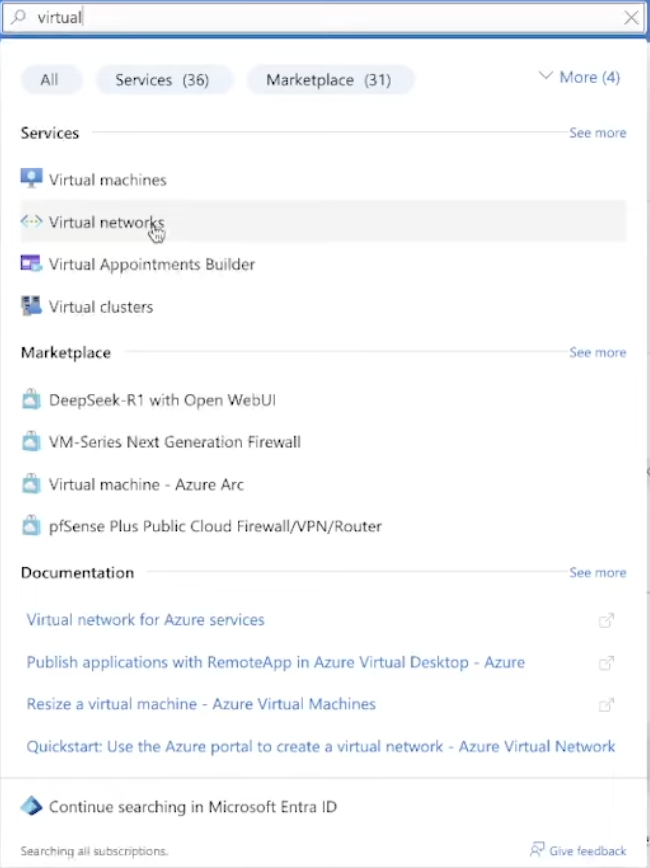 virtual
All Services (36) Marketplace (31) More (4)
Services See more
Virtual machines
Virtual networks
Virtual Appointments Builder
Virtual clusters
Marketplace See more
DeepSeek-R1 with Open WebUI
VM-Series Next Generation Firewall
Virtual machine - Azure Arc
pfSense Plus Public Cloud Firewall/VPN/Router
Documentation See more
Virtual network for Azure services
Publish applications with RemoteApp in Azure Virtual Desktop - Azure
Resize a virtual machine - Azure Virtual Machines
Quickstart: Use the Azure portal to create a virtual network - Azure Virtual Network
Continue searching in Microsoft Entra ID
Searching all subscriptions. Give feedback